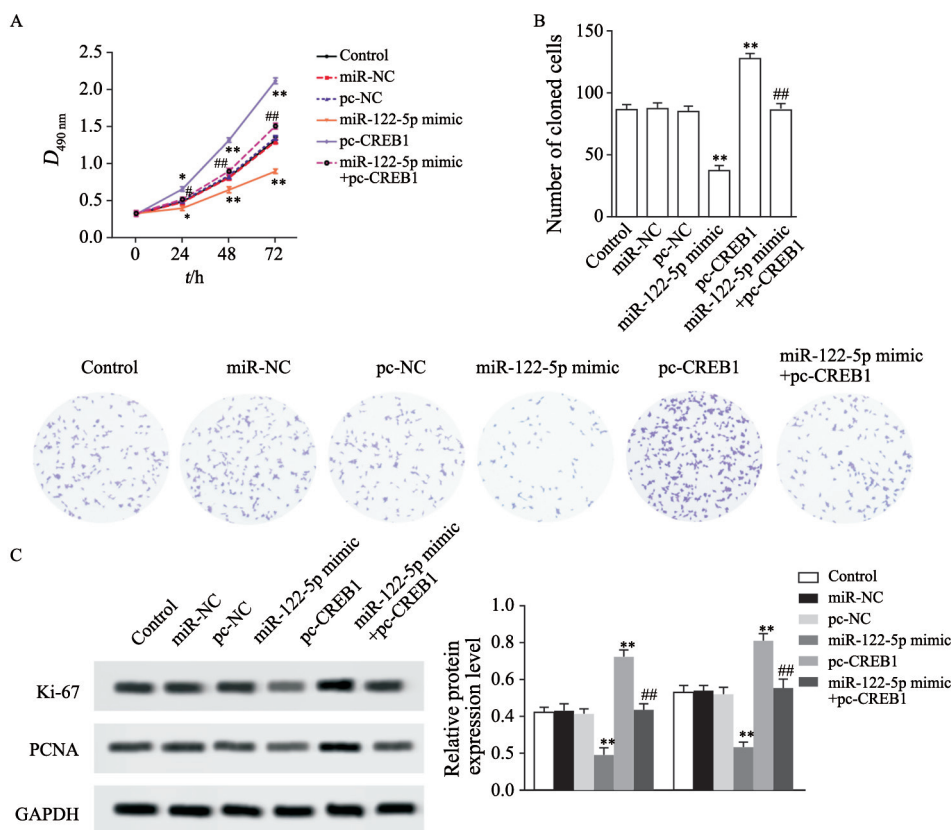 A
2.5
2.0
1.5
1.0
0.5
0.0
D490 nm
0
24
48
72
t/h
*
#
*
##
**
**
##
**
**
Control
miR-NC
pc-NC
miR-122-5p mimic
pc-CREB1
miR-122-5p mimic
+pc-CREB1
B
Number of cloned cells
150
100
50
0
**
**
##
Control
miR-NC
pc-NC
miR-122-5p mimic
pc-CREB1
miR-122-5p mimic
+pc-CREB1
Control
miR-NC
pc-NC
miR-122-5p mimic
pc-CREB1
miR-122-5p mimic
+pc-CREB1
C
Control
miR-NC
pc-NC
miR-122-5p mimic
pc-CREB1
miR-122-5p mimic
+pc-CREB1
Ki-67
PCNA
GAPDH
Relative protein
expression level
1.0
0.8
0.6
0.4
0.5
0.0
**
**
##
**
**
##
Control
miR-NC
pc-NC
miR-122-5p mimic
pc-CREB1
miR-122-5p mimic
+pc-CREB1